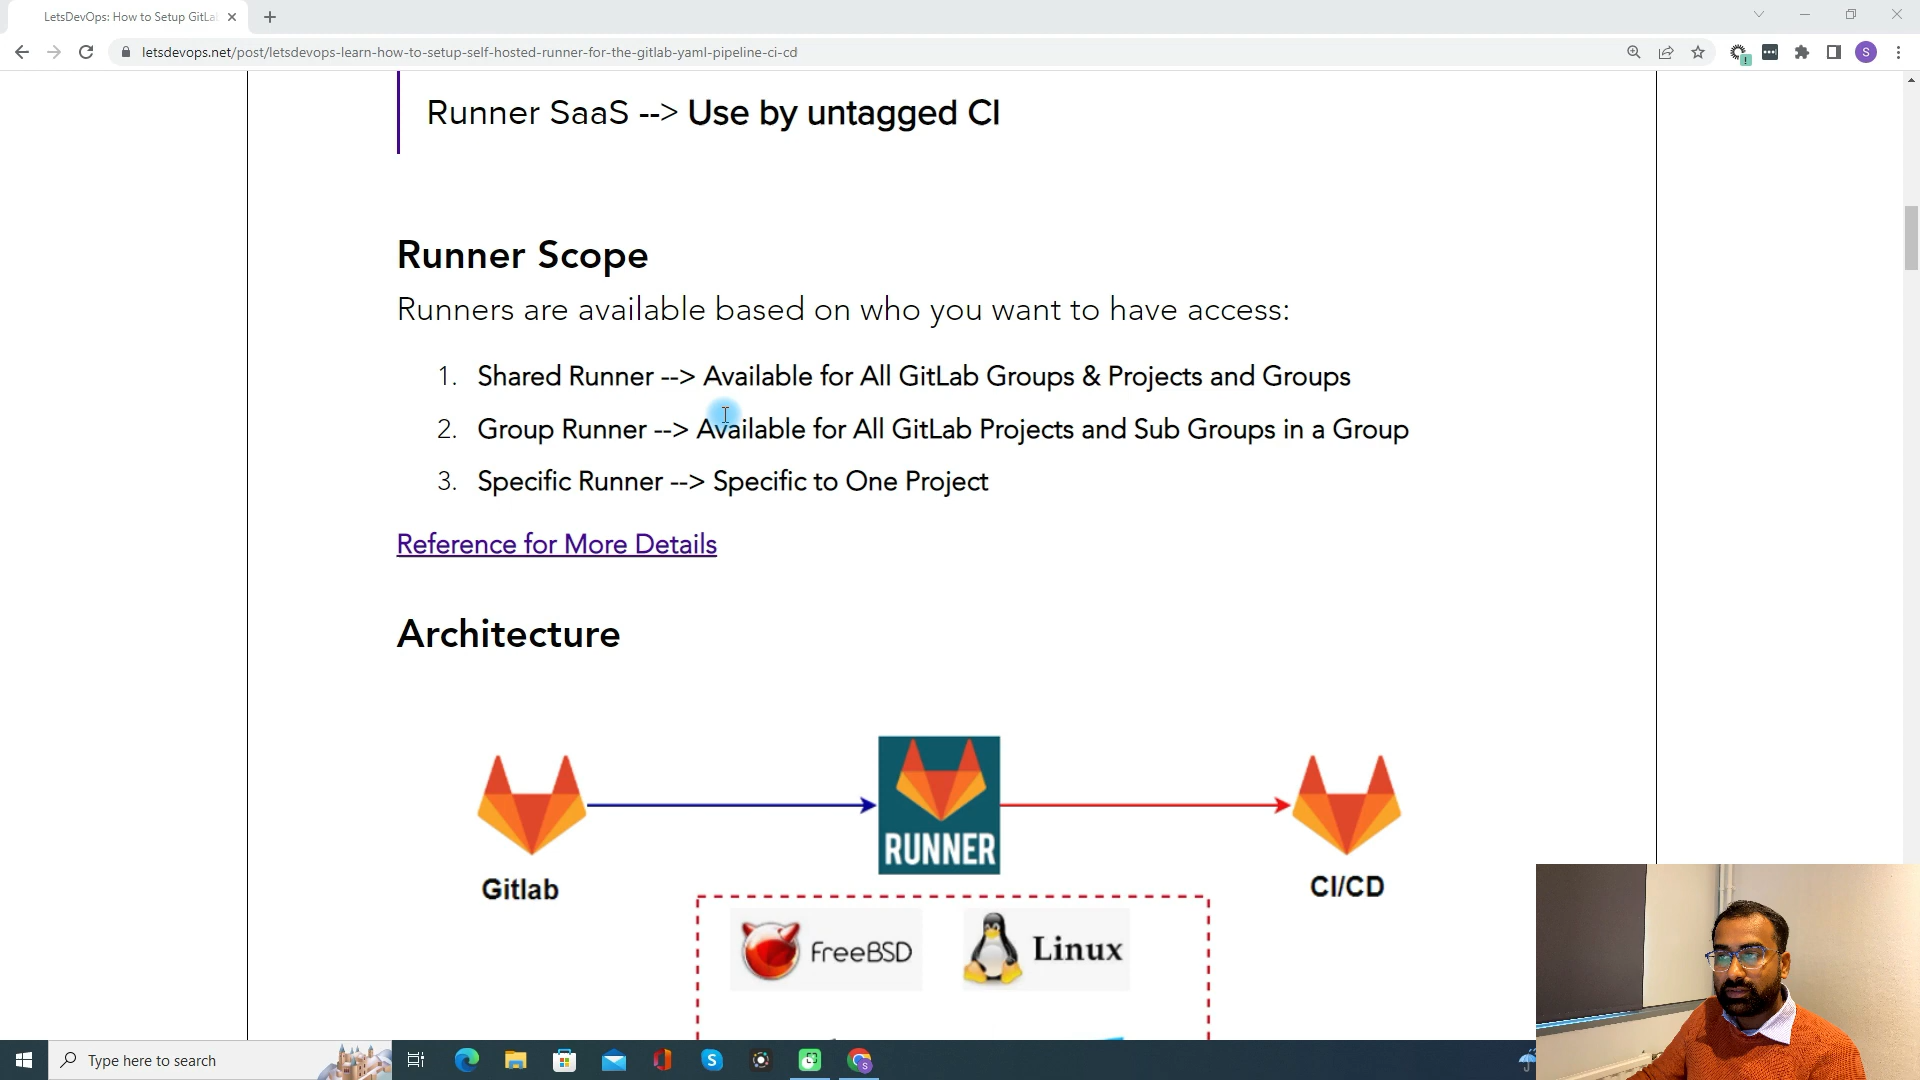 LetsDevOps: How to Setup GitLa
letsdevops.net/post/letsdevops-learn-how-to-setup-self-hosted-runner-for-the-gitlab-yaml-pipeline-ci-cd
S
Runner SaaS --> Use by untagged CI
Runner Scope
Runners are available based on who you want to have access:
1. Shared Runner --> Available for All GitLab Groups & Projects and Groups
2. Group Runner --> Available for All GitLab Projects and Sub Groups in a Group
3. Specific Runner --> Specific to One Project
Reference for More Details
Architecture
RUNNER
Gitlab
CI/CD
FreeBSD
Linux
Type here to search